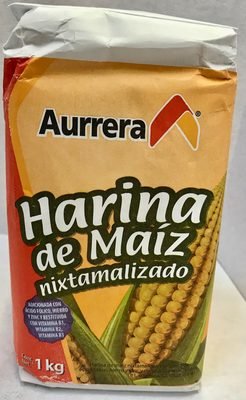 Aurrera®
Harina
de Maíz
nixtamalizado
ADICIONADA CON
ÁCIDO FÓLICO, HIERRO
Y ZINC Y RESTITUIDA
CON VITAMINA B1,
VITAMINA B2,
VITAMINA B3
1 kg